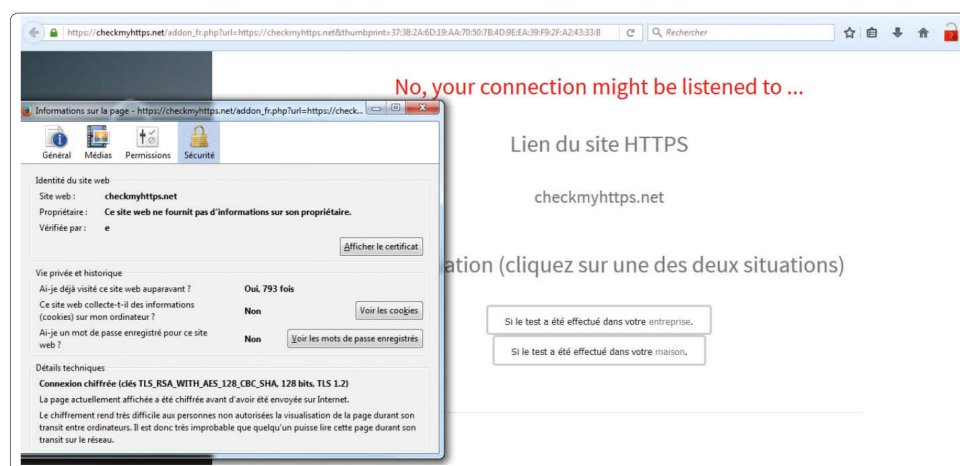 https://checkmyhttps.net/addon_fr.php?url=https://checkmyhttps.net&thumbprint=37:38:2A:6D:19:AA:70:50:7B:4D:9E:EA:39:F9:2F:A2:43:33:8
Rechercher
No, your connection might be listened to ...
Lien du site HTTPS
checkmyhttps.net
ation (cliquez sur une des deux situations)
Si le test a été effectué dans votre entreprise.
Si le test a été effectué dans votre maison.
Informations sur la page - https://checkmyhttps.net/addon_fr.php?url=https://check...
Général Médias Permissions Sécurité
Identité du site web
Site web : checkmyhttps.net
Propriétaire : Ce site web ne fournit pas d'informations sur son propriétaire.
Vérifiée par : e
Afficher le certificat
Vie privée et historique
Ai-je déjà visité ce site web auparavant ? Oui, 793 fois
Ce site web collecte-t-il des informations
(cookies) sur mon ordinateur ? Non Voir les cookies
Ai-je un mot de passe enregistré pour ce site
web ? Non Voir les mots de passe enregistrés
Détails techniques
Connexion chiffrée (clés TLS_RSA_WITH_AES_128_CBC_SHA, 128 bits, TLS 1.2)
La page actuellement affichée a été chiffrée avant d'avoir été envoyée sur Internet.
Le chiffrement rend très difficile aux personnes non autorisées la visualisation de la page durant son
transit entre ordinateurs. Il est donc très improbable que quelqu'un puisse lire cette page durant son
transit sur le réseau.